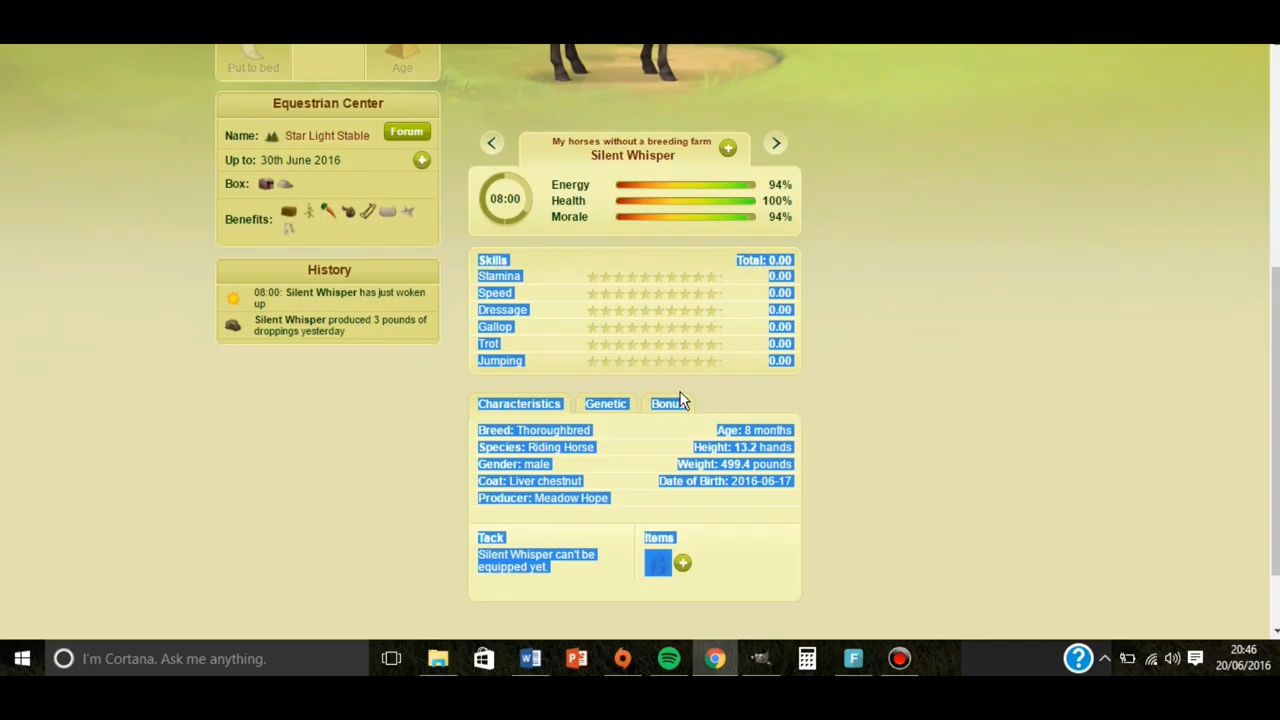 Put to bed
Age
Equestrian Center
Name: Star Light Stable
Forum
Up to: 30th June 2016
Box:
Benefits:
History
08:00: Silent Whisper has just woken
up
Silent Whisper produced 3 pounds of
droppings yesterday
My horses without a breeding farm
Silent Whisper
08:00
Energy 94%
Health 100%
Morale 94%
Skills Total: 0.00
Stamina 0.00
Speed 0.00
Dressage 0.00
Gallop 0.00
Trot 0.00
Jumping 0.00
Characteristics Genetic Bonus
Breed: Thoroughbred Age: 8 months
Species: Riding Horse Height: 13.2 hands
Gender: male Weight: 499.4 pounds
Coat: Liver chestnut Date of Birth: 2016-06-17
Producer: Meadow Hope
Tack
Silent Whisper can't be
equipped yet.
Items
I'm Cortana. Ask me anything.
20:46
20/06/2016